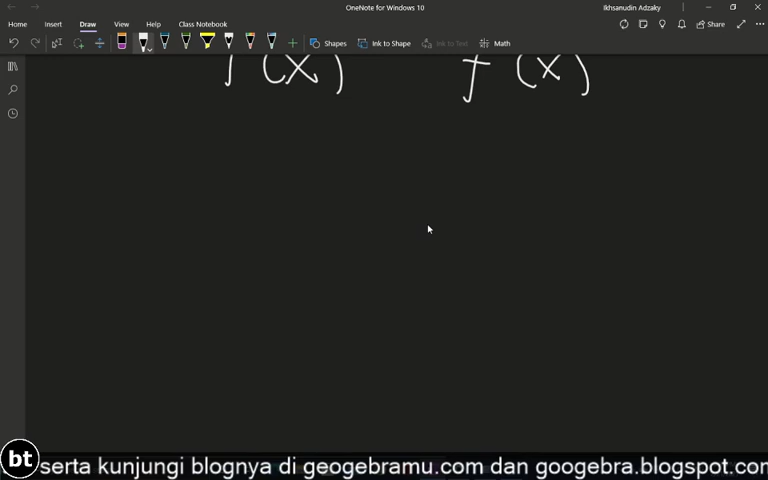 OneNote for Windows 10
Ikhsanudin Adzaky
Home Insert Draw View Help Class Notebook
Share
Shapes Ink to Shape Ink to Text Math
f (x) f (x)
bt serta kunjungi blognya di geogebramu.com dan googebra.blogspot.com